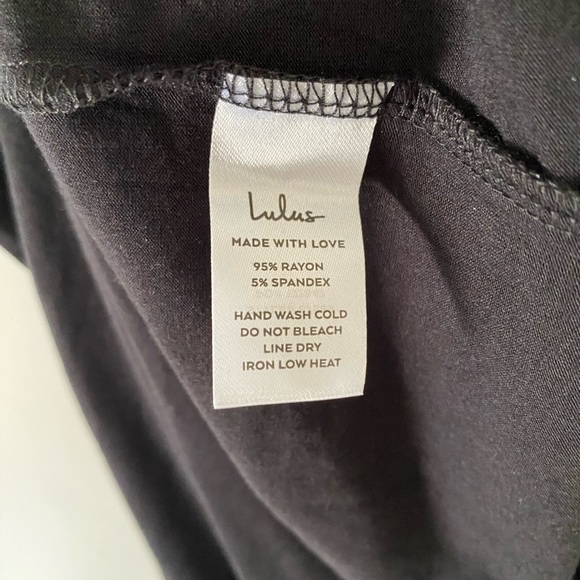 Lulus
MADE WITH LOVE
95% RAYON
5% SPANDEX
HAND WASH COLD
DO NOT BLEACH
LINE DRY
IRON LOW HEAT